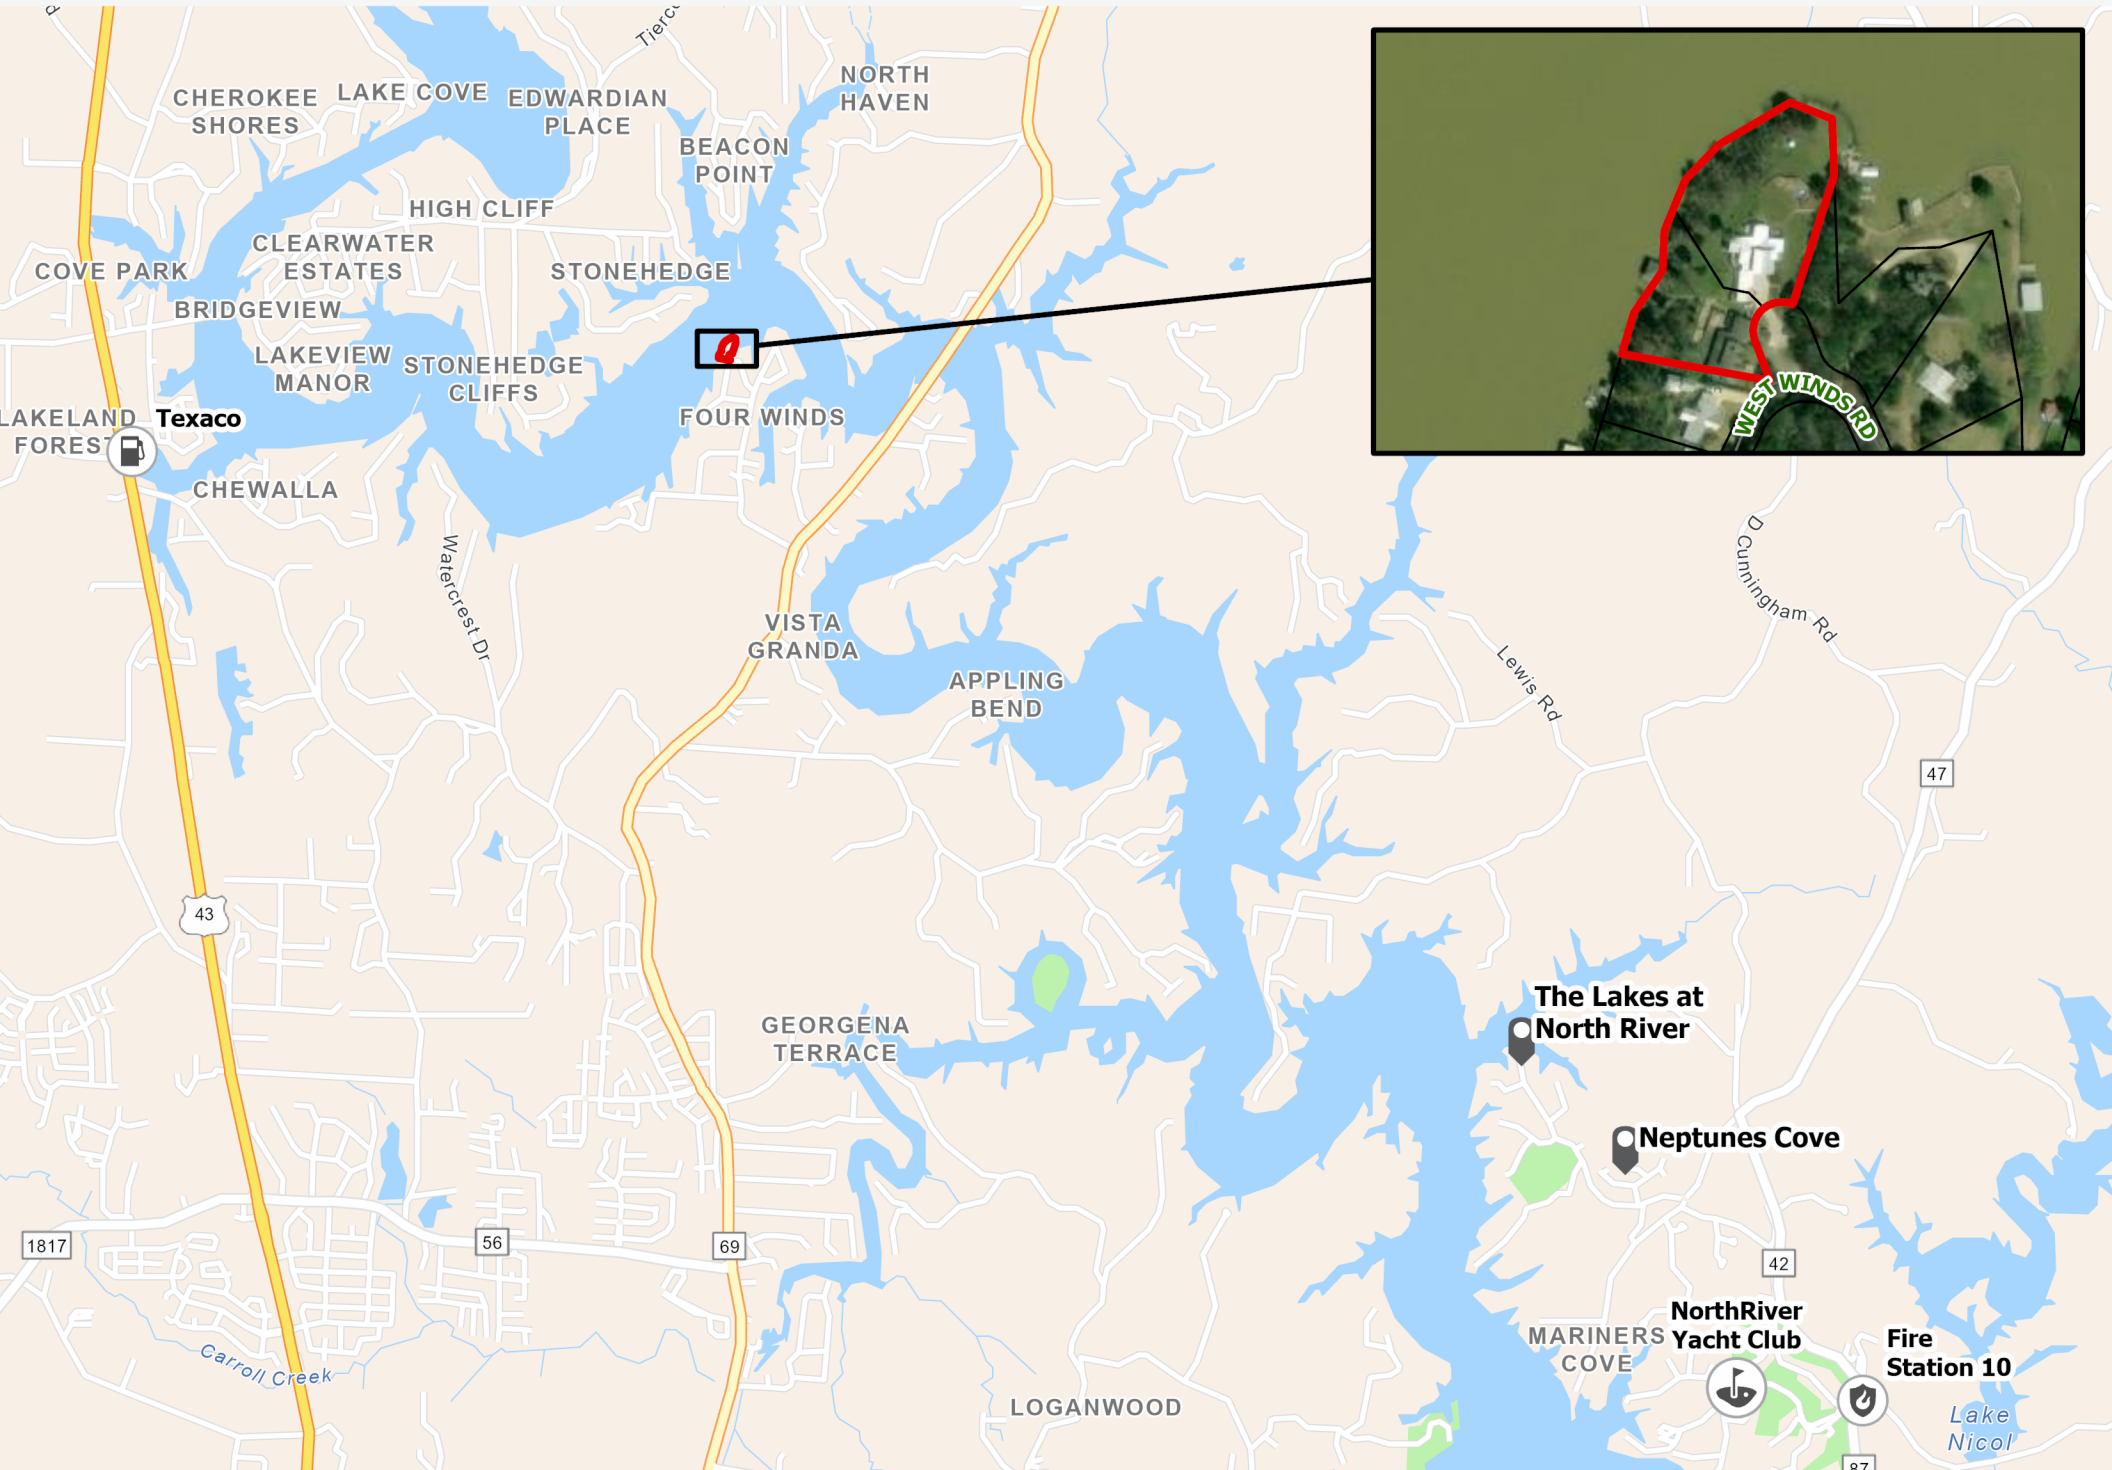 Tierce
NORTH
HAVEN
CHEROKEE
SHORES
LAKE COVE
EDWARDIAN
PLACE
BEACON
POINT
HIGH CLIFF
CLEARWATER
ESTATES
COVE PARK
STONEHEDGE
BRIDGEVIEW
LAKEVIEW
MANOR
STONEHEDGE
CLIFFS
FOUR WINDS
LAKELAND
FOREST
Texaco
CHEWALLA
WEST WINDS RD
Watercrest Dr
D Cunningham Rd
VISTA
GRANDA
APPLING
BEND
Lewis Rd
47
43
The Lakes at
North River
GEORGENA
TERRACE
Neptunes Cove
1817
56
69
42
Carroll Creek
MARINERS
COVE
NorthRiver
Yacht Club
Fire
Station 10
LOGANWOOD
Lake
Nicol
87